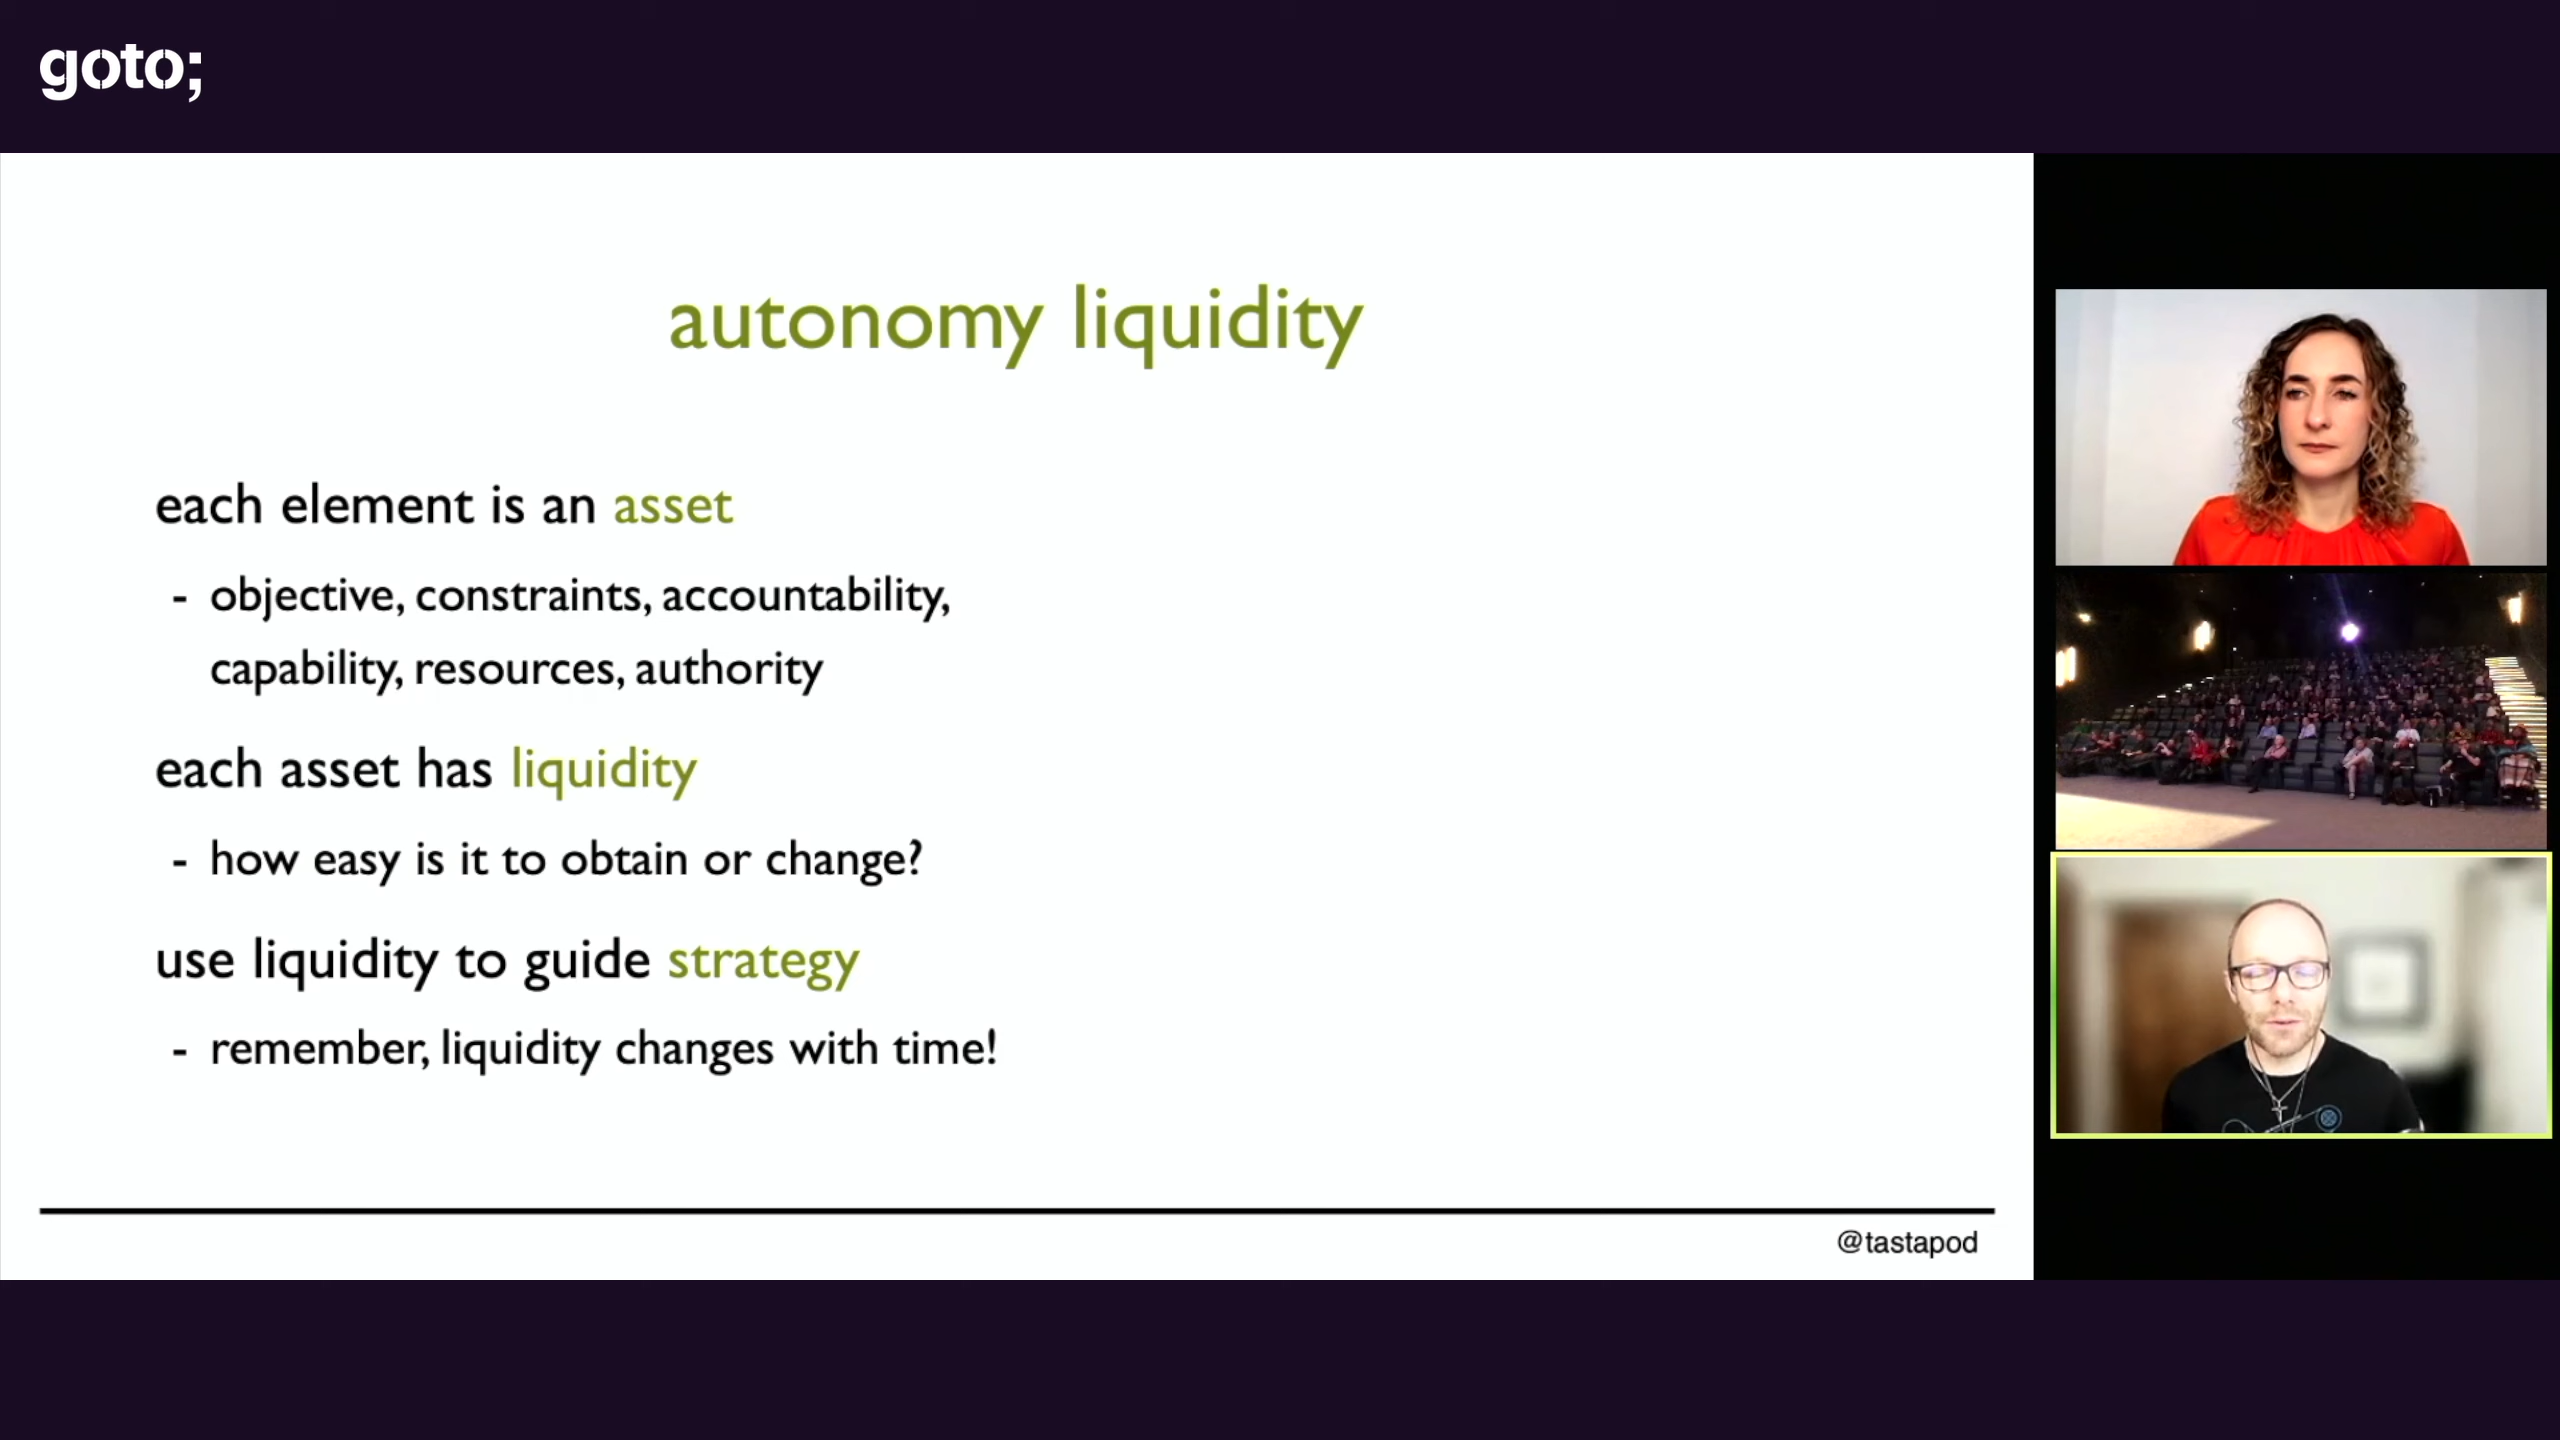 goto;
autonomy liquidity
each element is an asset
- objective, constraints, accountability,
capability, resources, authority
each asset has liquidity
- how easy is it to obtain or change?
use liquidity to guide strategy
- remember, liquidity changes with time!
@tastapod